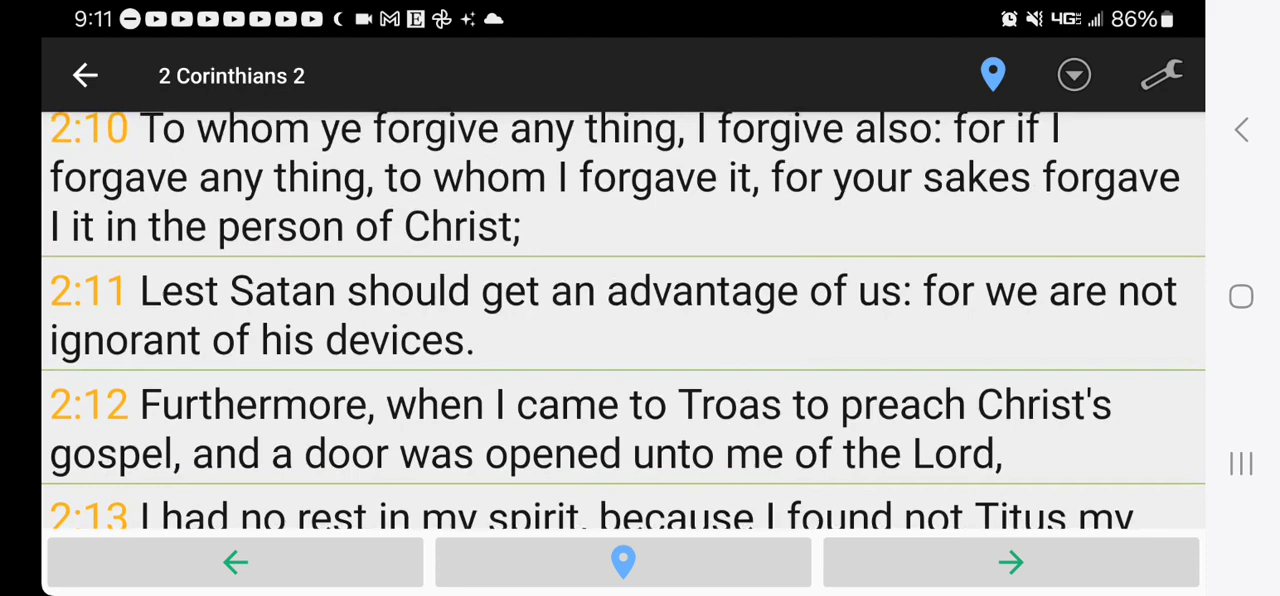 9:11 4GE 86%
2 Corinthians 2
2:10 To whom ye forgive any thing, I forgive also: for if I
forgave any thing, to whom I forgave it, for your sakes forgave
I it in the person of Christ;
2:11 Lest Satan should get an advantage of us: for we are not
ignorant of his devices.
2:12 Furthermore, when I came to Troas to preach Christ's
gospel, and a door was opened unto me of the Lord,
2:13 I had no rest in my spirit, because I found not Titus my